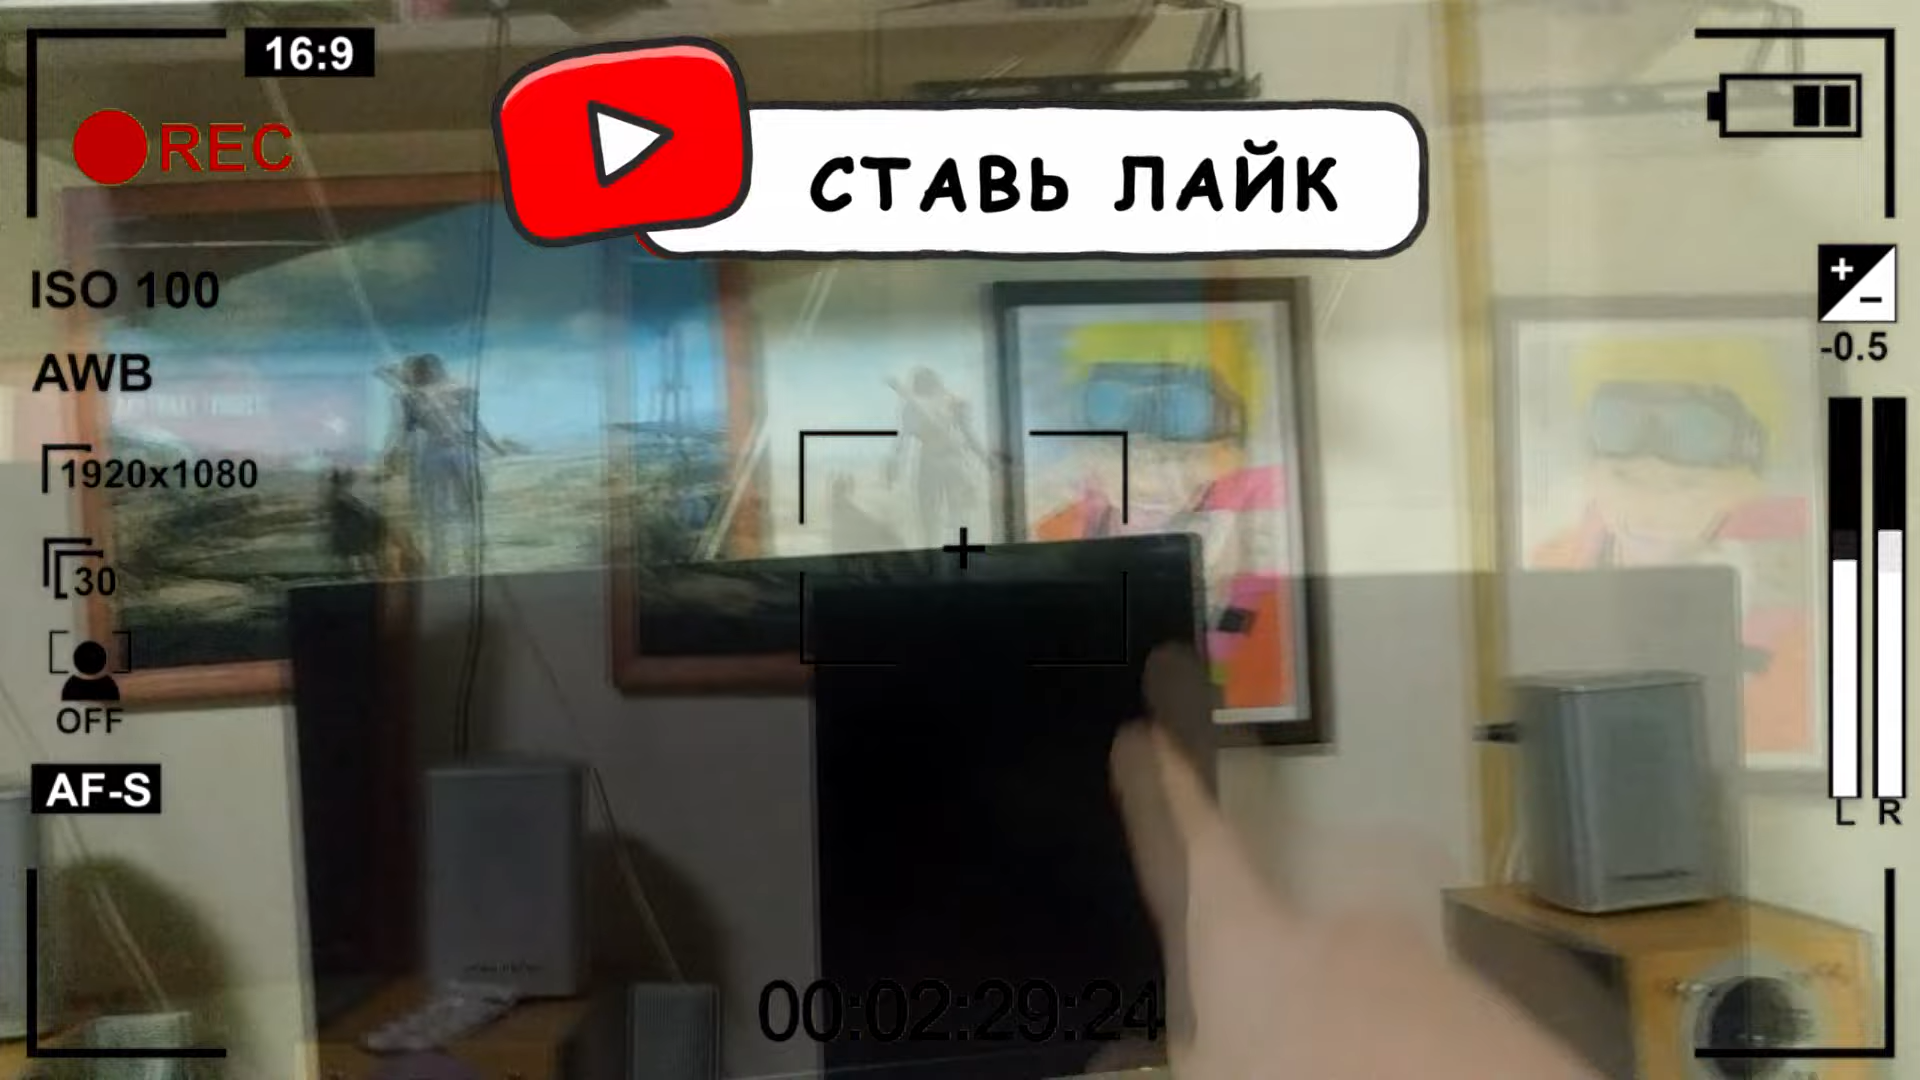 16:9
REC
СТАВЬ ЛАЙК
ISO 100
+
-
-0.5
AWB
1920x1080
30
OFF
AF-S
L R
00:02:29:24